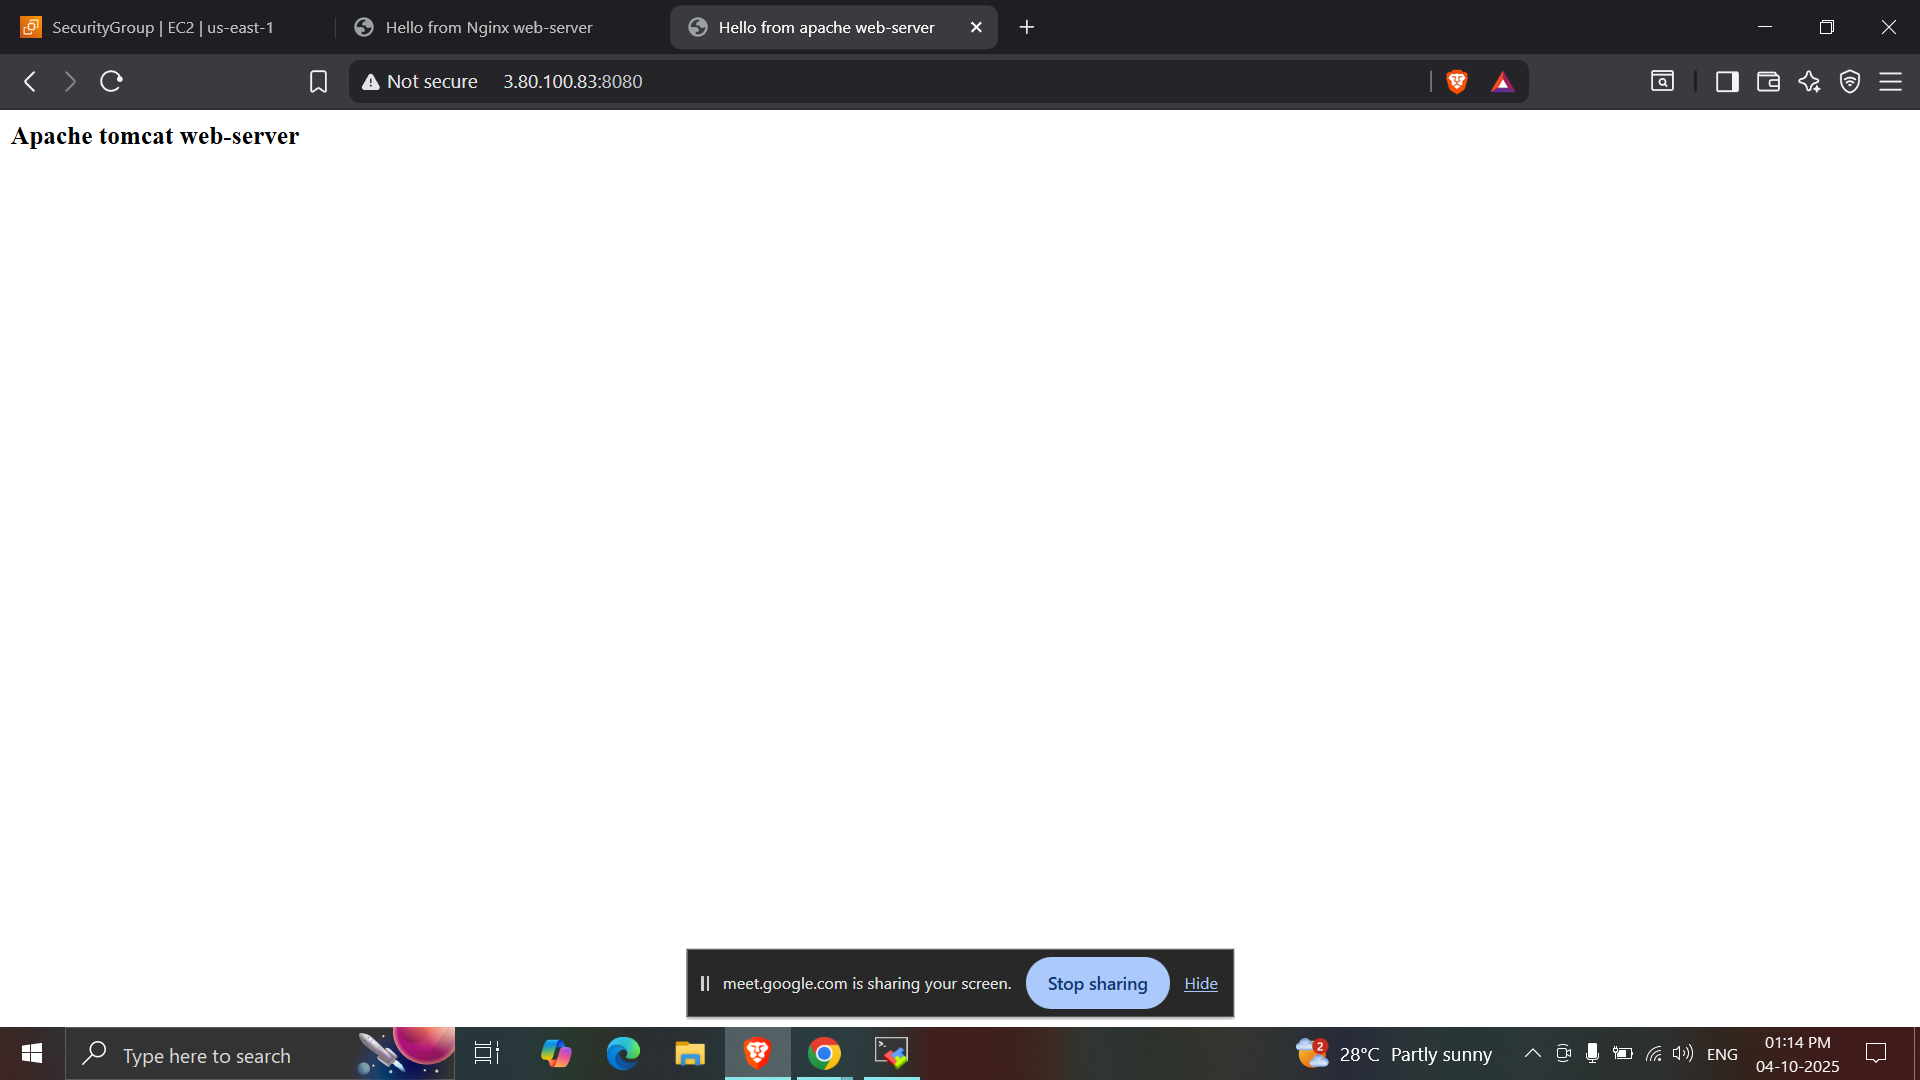 SecurityGroup | EC2 | us-east-1
Hello from Nginx web-server
Hello from apache web-server
Not secure
3.80.100.83:8080
Apache tomcat web-server
meet.google.com is sharing your screen.
Stop sharing
Hide
Type here to search
2
28°C Partly sunny
ENG
01:14 PM
04-10-2025